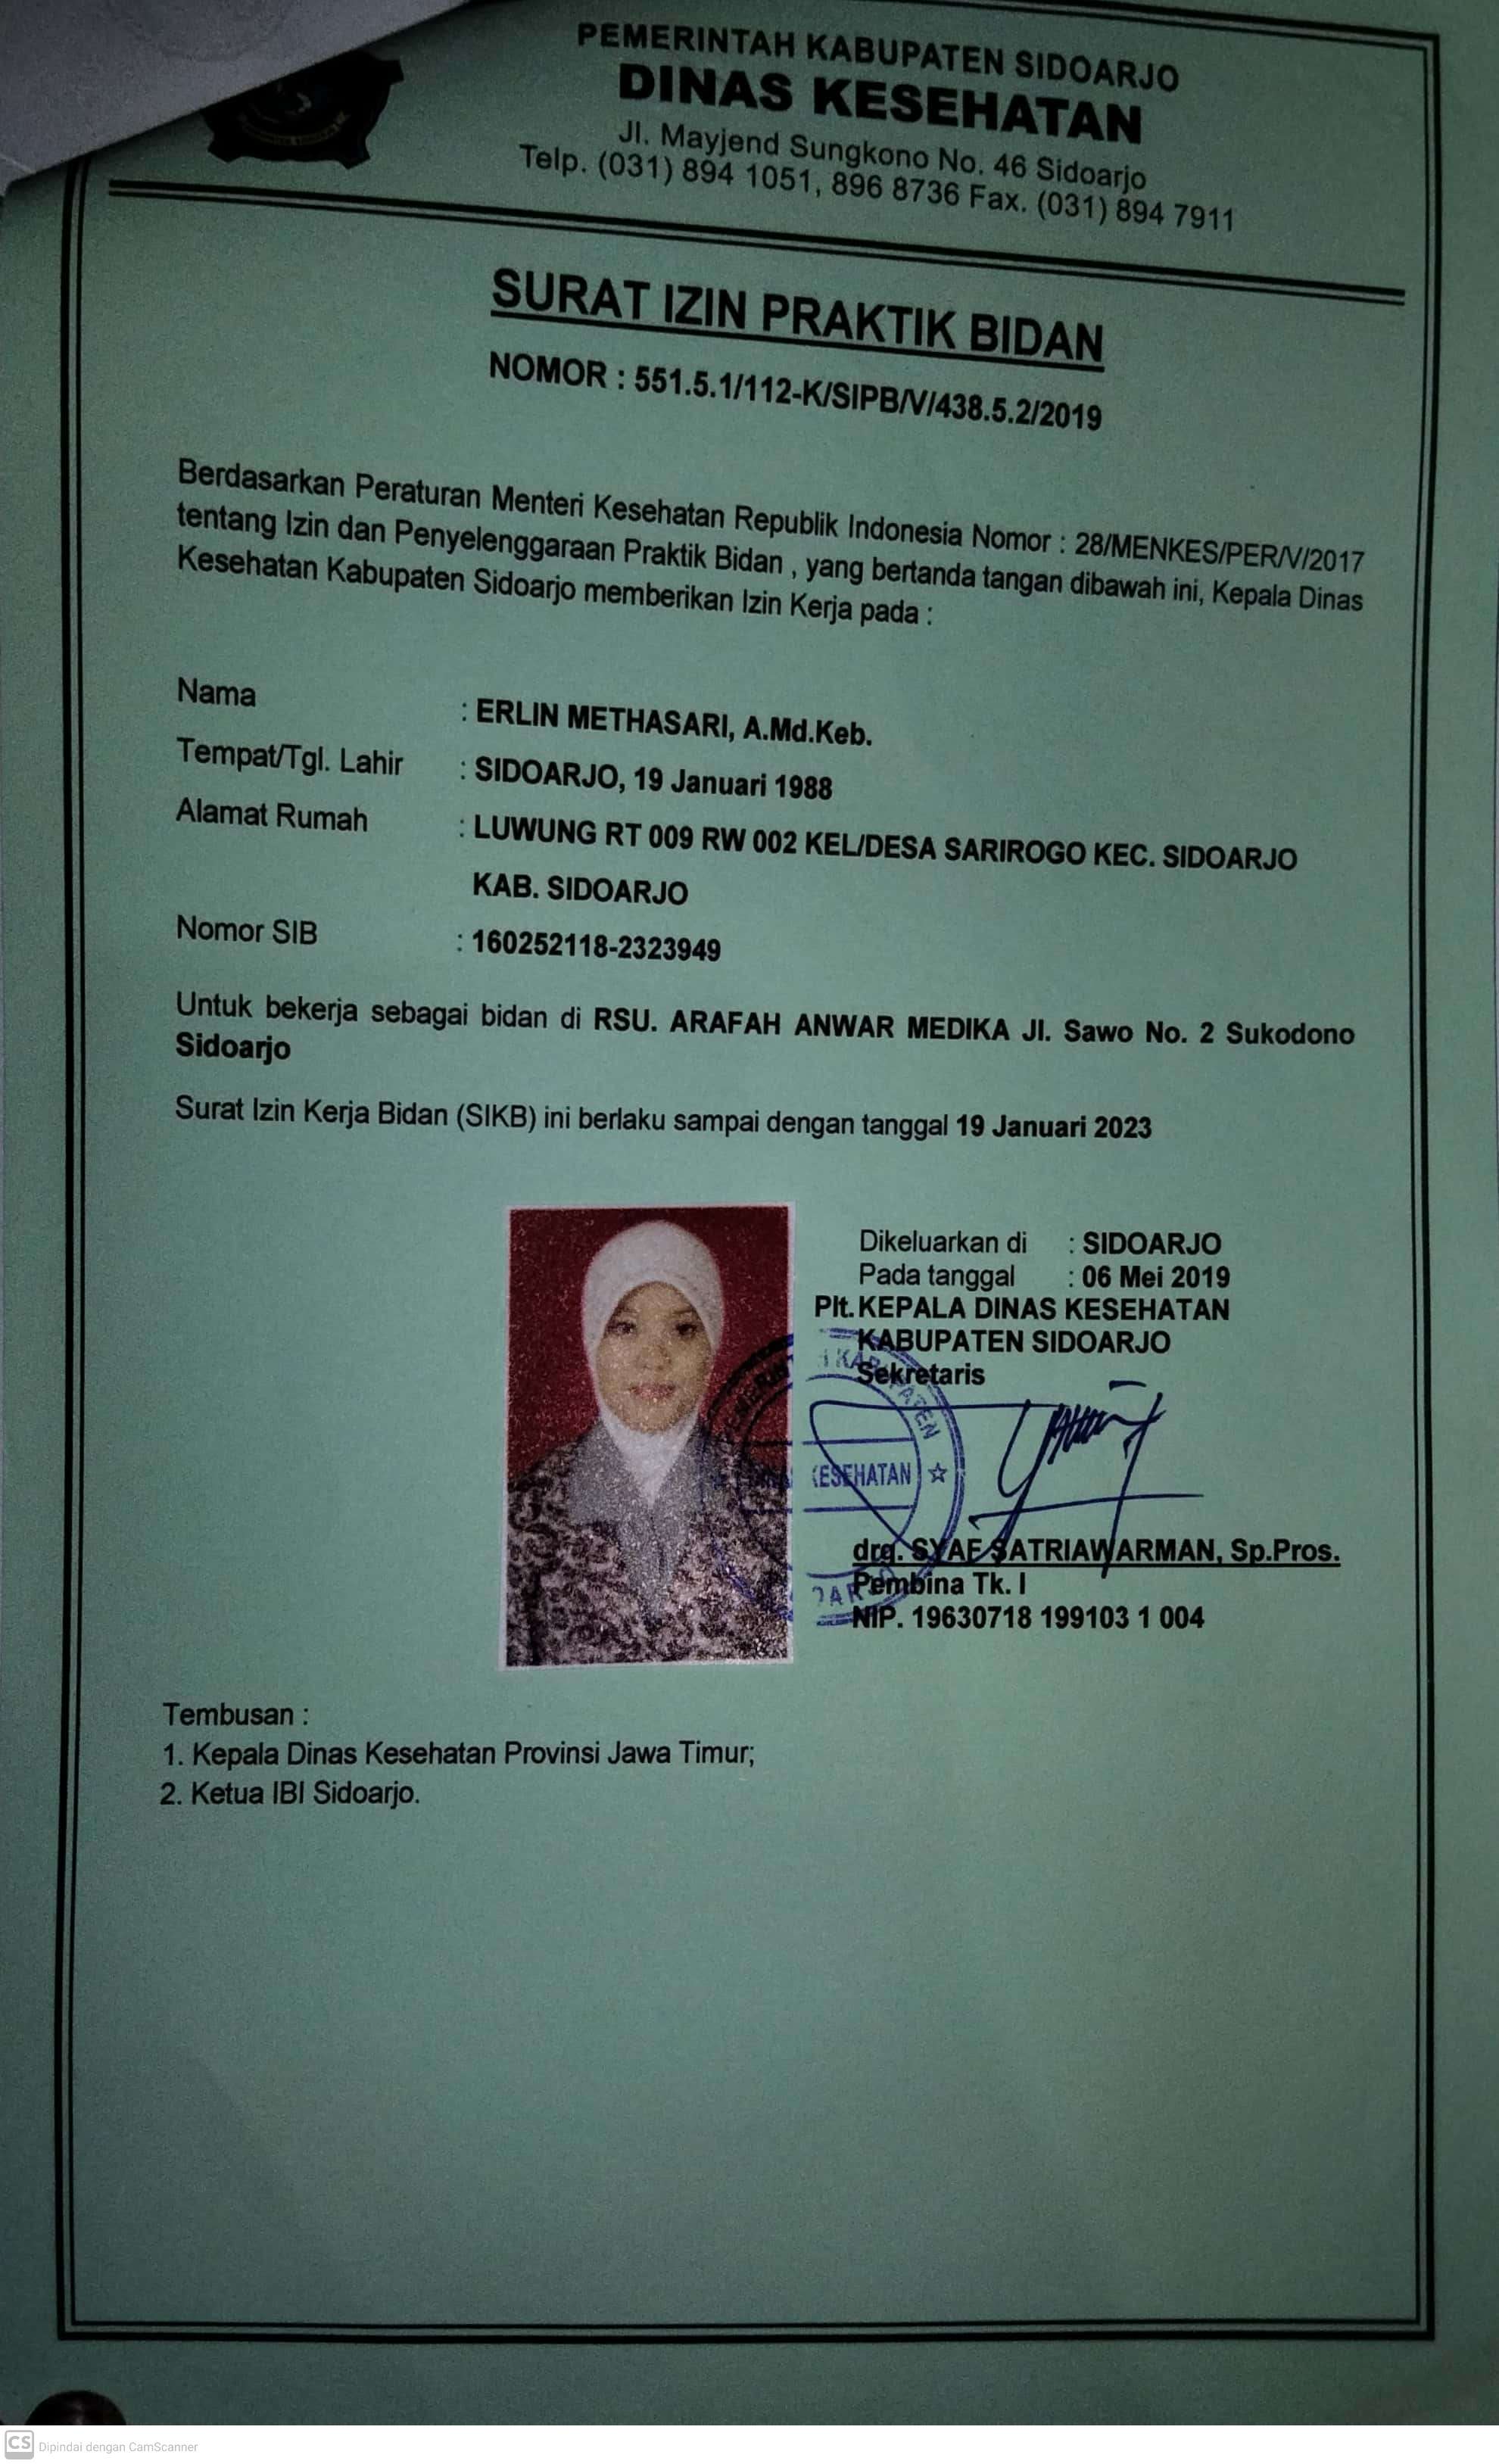 PEMERINTAH KABUPATEN SIDOARJO
DINAS KESEHATAN
Jl. Mayjend Sungkono No. 46 Sidoarjo
Telp. (031) 894 1051, 896 8736 Fax. (031) 894 7911
SURAT IZIN PRAKTIK BIDAN
NOMOR : 551.5.1/112-K/SIPB/V/438.5.2/2019
Berdasarkan Peraturan Menteri Kesehatan Republik Indonesia Nomor : 28/MENKES/PER/V/2017
tentang Izin dan Penyelenggaraan Praktik Bidan , yang bertanda tangan dibawah ini, Kepala Dinas
Kesehatan Kabupaten Sidoarjo memberikan Izin Kerja pada :
Nama : ERLIN METHASARI, A.Md.Keb.
Tempat/Tgl. Lahir : SIDOARJO, 19 Januari 1988
Alamat Rumah : LUWUNG RT 009 RW 002 KEL/DESA SARIROGO KEC. SIDOARJO
KAB. SIDOARJO
Nomor SIB : 160252118-2323949
Untuk bekerja sebagai bidan di RSU. ARAFAH ANWAR MEDIKA Jl. Sawo No. 2 Sukodono
Sidoarjo
Surat Izin Kerja Bidan (SIKB) ini berlaku sampai dengan tanggal 19 Januari 2023
Dikeluarkan di : SIDOARJO
Pada tanggal : 06 Mei 2019
Plt. KEPALA DINAS KESEHATAN
KABUPATEN SIDOARJO
Sekretaris
KESEHATAN
drg. SYAF SATRIAWARMAN, Sp.Pros.
Pembina Tk. I
NIP. 19630718 199103 1 004
Tembusan :
1. Kepala Dinas Kesehatan Provinsi Jawa Timur;
2. Ketua IBI Sidoarjo.
CS Dipindai dengan CamScanner